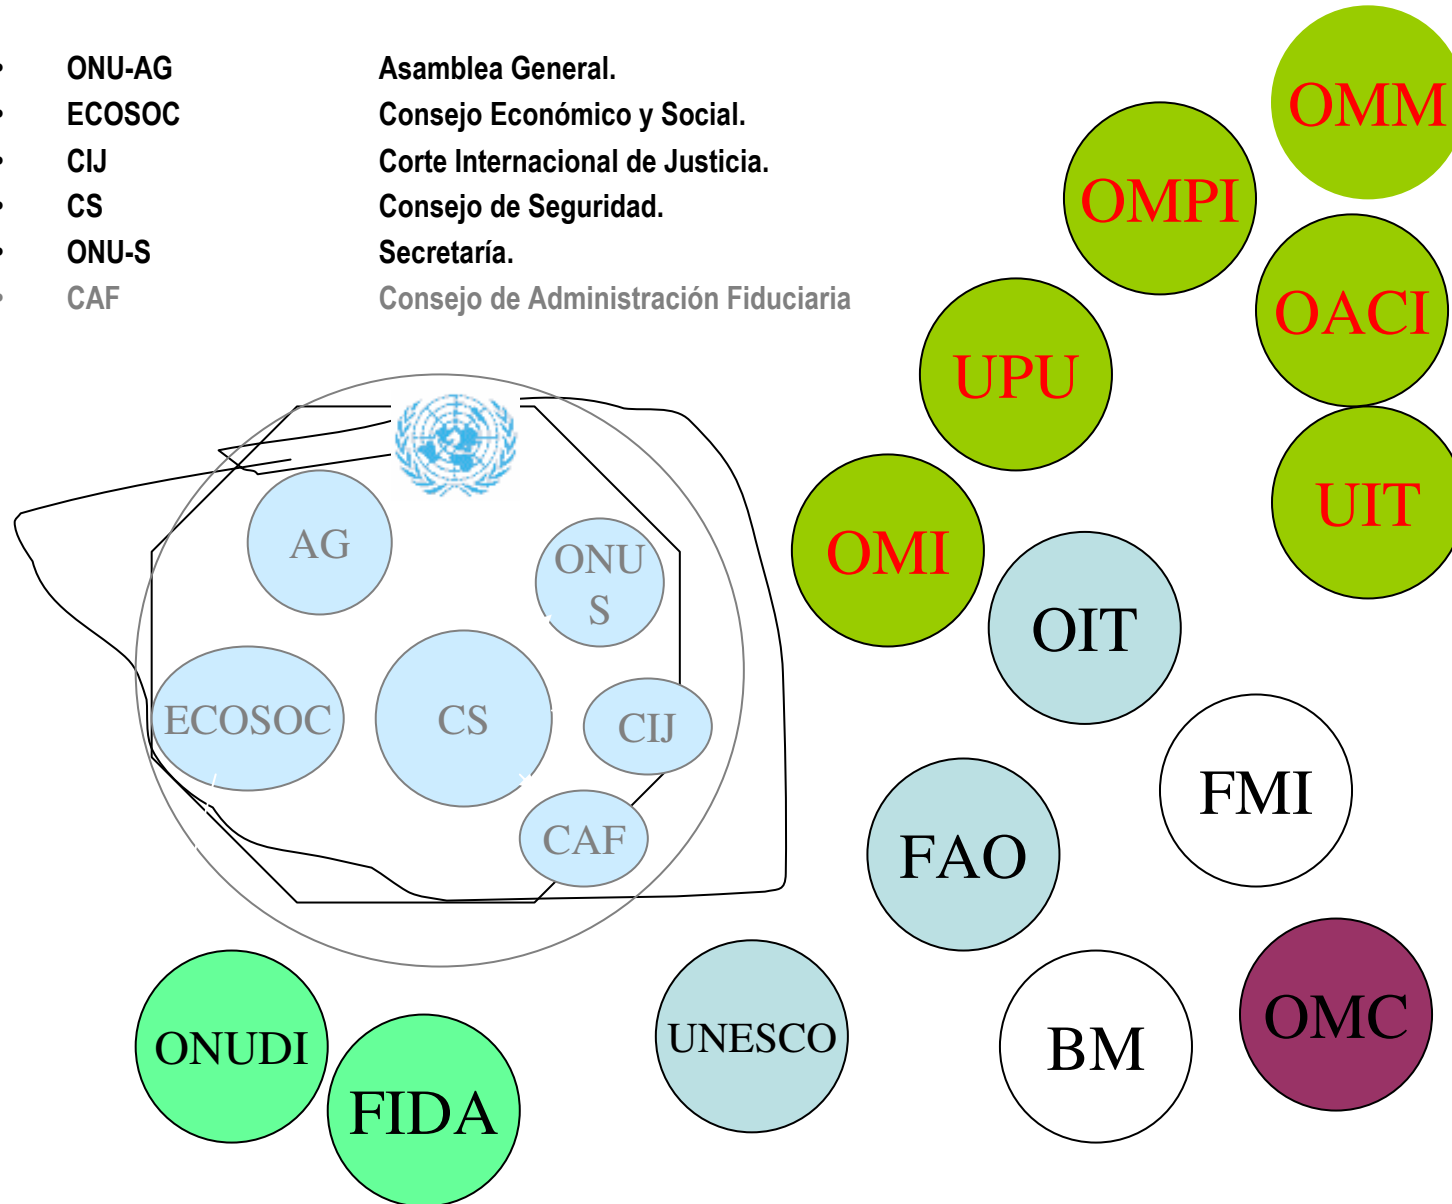 • ONU-AG Asamblea General.
• ECOSOC Consejo Económico y Social.
• CIJ Corte Internacional de Justicia.
• CS Consejo de Seguridad.
• ONU-S Secretaría.
• CAF Consejo de Administración Fiduciaria
OMM
OMPI
OACI
UPU
UIT
OMI
AG
ONU
S
OIT
ECOSOC
CS
CIJ
FMI
CAF
FAO
OMC
UNESCO
ONUDI
BM
FIDA